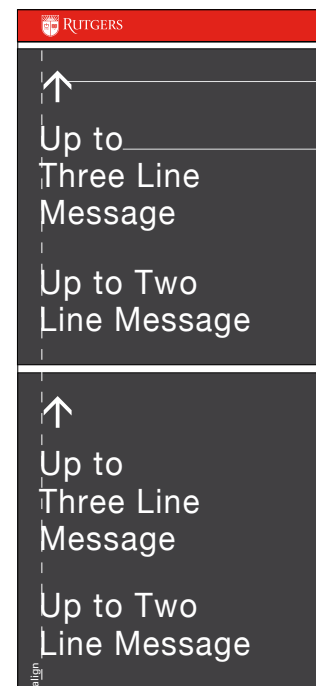 RUTGERS
Up to
Three Line
Message
Up to Two
Line Message
Up to
Three Line
Message
Up to Two
Line Message
align